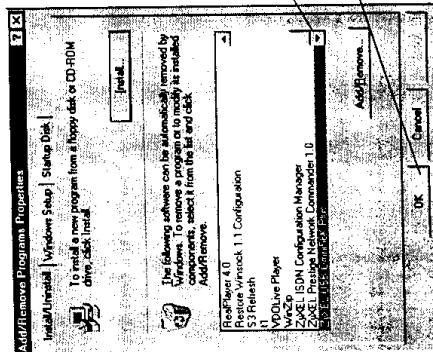 Add/Remove Programs Properties
? X
Install/Uninstall Windows Setup Startup Disk
To install a new program from a floppy disk or CD-ROM
drive, click Install.
Install...
The following software can be automatically removed by
Windows. To remove a program or to modify its installed
components, select it from the list and click
Add/Remove.
RealPlayer 4.0
Restore Winsock 1.1 Configuration
S3 Refresh
VDOLive Player
WinZip
ZyXEL ISDN Configuration Manager
ZyXEL Prestige Network Commander 1.0
Add/Remove...
OK
Cancel